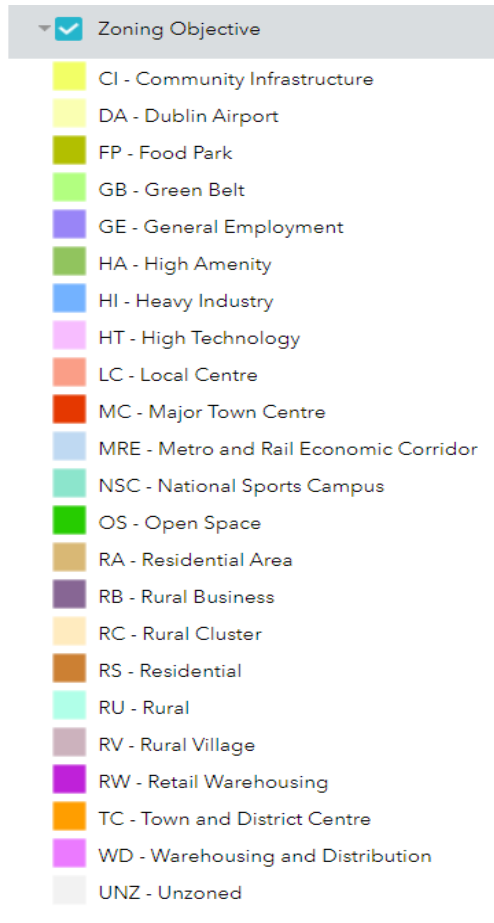 Zoning Objective
CI - Community Infrastructure
DA - Dublin Airport
FP - Food Park
GB - Green Belt
GE - General Employment
HA - High Amenity
HI - Heavy Industry
HT - High Technology
LC - Local Centre
MC - Major Town Centre
MRE - Metro and Rail Economic Corridor
NSC - National Sports Campus
OS - Open Space
RA - Residential Area
RB - Rural Business
RC - Rural Cluster
RS - Residential
RU - Rural
RV - Rural Village
RW - Retail Warehousing
TC - Town and District Centre
WD - Warehousing and Distribution
UNZ - Unzoned